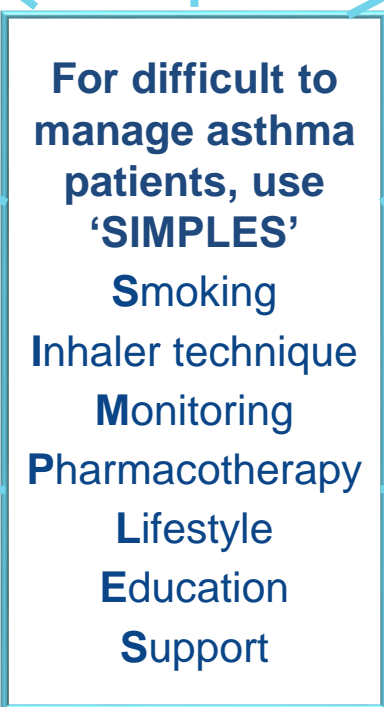 For difficult to
manage asthma
patients, use
‘SIMPLES’
Smoking
Inhaler technique
Monitoring
Pharmacotherapy
Lifestyle
Education
Support